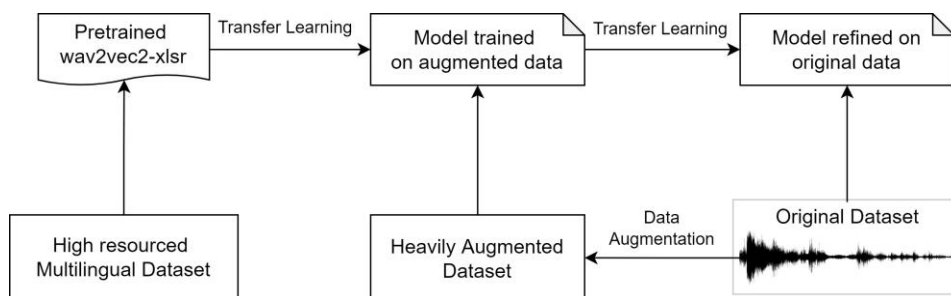 Pretrained
wav2vec2-xlsr
Transfer Learning
Model trained
on augmented data
Transfer Learning
Model refined on
original data
High resourced
Multilingual Dataset
Heavily Augmented
Dataset
Data
Augmentation
Original Dataset